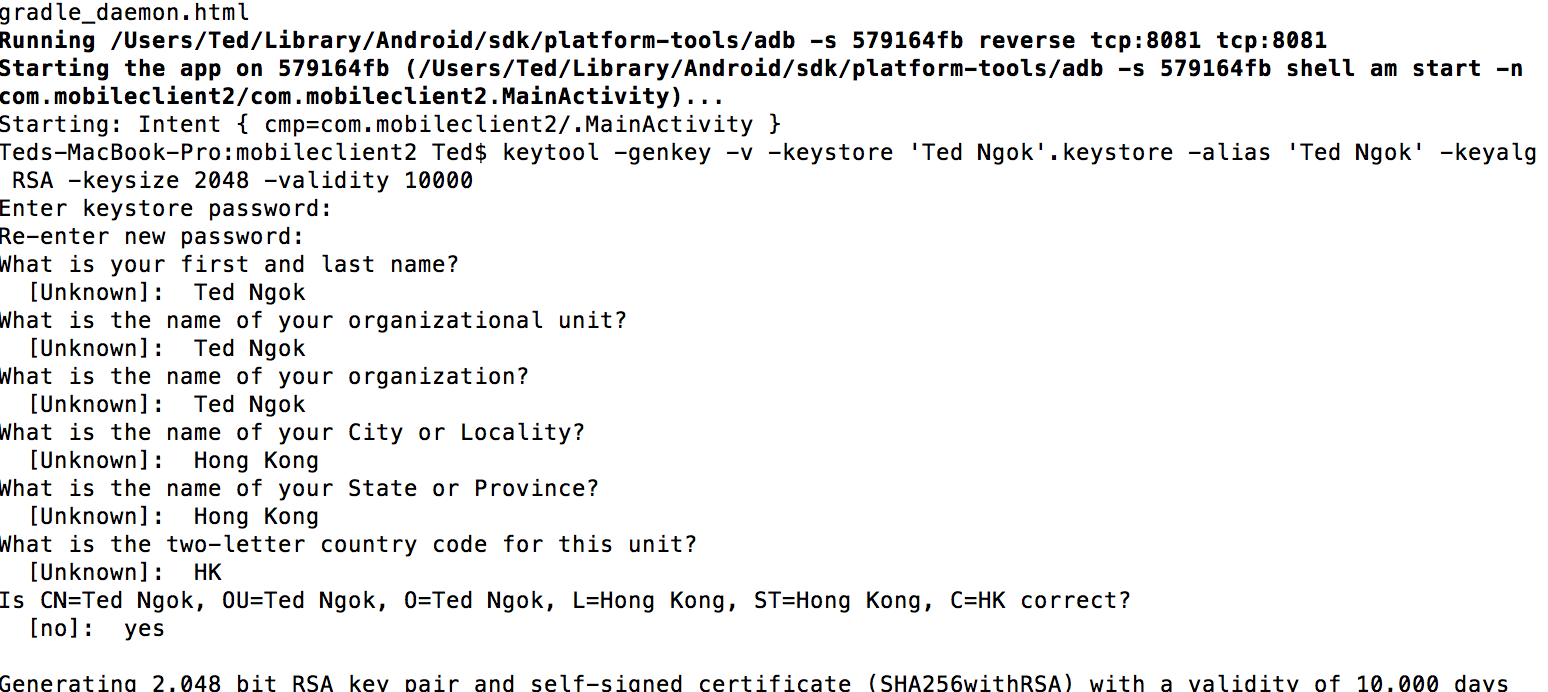 gradle_daemon.html
Running /Users/Ted/Library/Android/sdk/platform-tools/adb -s 579164fb reverse tcp:8081 tcp:8081
Starting the app on 579164fb (/Users/Ted/Library/Android/sdk/platform-tools/adb -s 579164fb shell am start -n
com.mobileclient2/com.mobileclient2.MainActivity)...
Starting: Intent { cmp=com.mobileclient2/.MainActivity }
Teds-MacBook-Pro:mobileclient2 Ted$ keytool -genkey -v -keystore 'Ted Ngok'.keystore -alias 'Ted Ngok' -keyalg
 RSA -keysize 2048 -validity 10000
Enter keystore password:
Re-enter new password:
What is your first and last name?
  [Unknown]:  Ted Ngok
What is the name of your organizational unit?
  [Unknown]:  Ted Ngok
What is the name of your organization?
  [Unknown]:  Ted Ngok
What is the name of your City or Locality?
  [Unknown]:  Hong Kong
What is the name of your State or Province?
  [Unknown]:  Hong Kong
What is the two-letter country code for this unit?
  [Unknown]:  HK
Is CN=Ted Ngok, OU=Ted Ngok, O=Ted Ngok, L=Hong Kong, ST=Hong Kong, C=HK correct?
  [no]:  yes
Generating 2,048 bit RSA key pair and self-signed certificate (SHA256withRSA) with a validity of 10,000 days